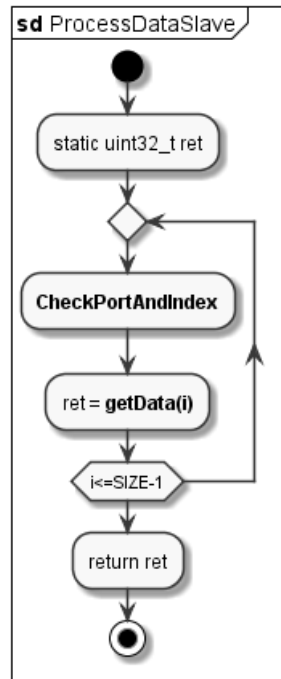 sd ProcessDataSlave
static uint32_t ret
CheckPortAndIndex
ret = getData(i)
i<=SIZE-1
return ret